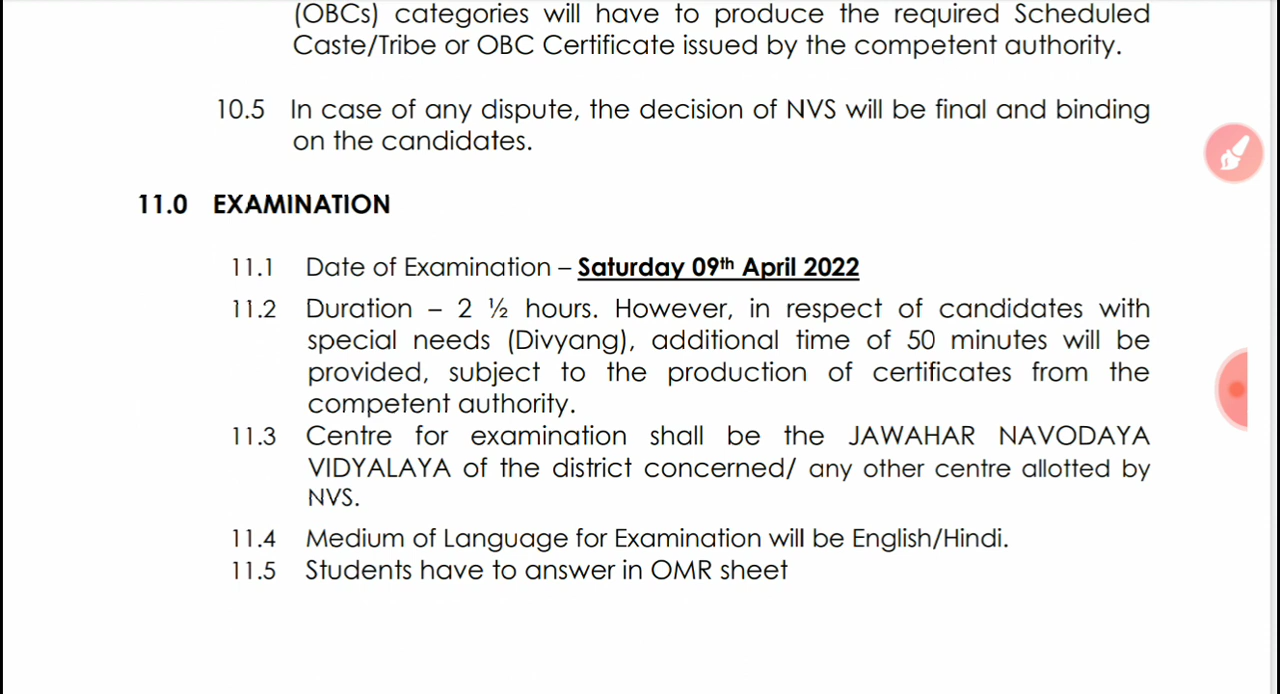 (OBCs) categories will have to produce the required Scheduled
Caste/Tribe or OBC Certificate issued by the competent authority.
10.5 In case of any dispute, the decision of NVS will be final and binding
on the candidates.
11.0 EXAMINATION
11.1 Date of Examination – Saturday 09th April 2022
11.2 Duration – 2 ½ hours. However, in respect of candidates with
special needs (Divyang), additional time of 50 minutes will be
provided, subject to the production of certificates from the
competent authority.
11.3 Centre for examination shall be the JAWAHAR NAVODAYA
VIDYALAYA of the district concerned/ any other centre allotted by
NVS.
11.4 Medium of Language for Examination will be English/Hindi.
11.5 Students have to answer in OMR sheet